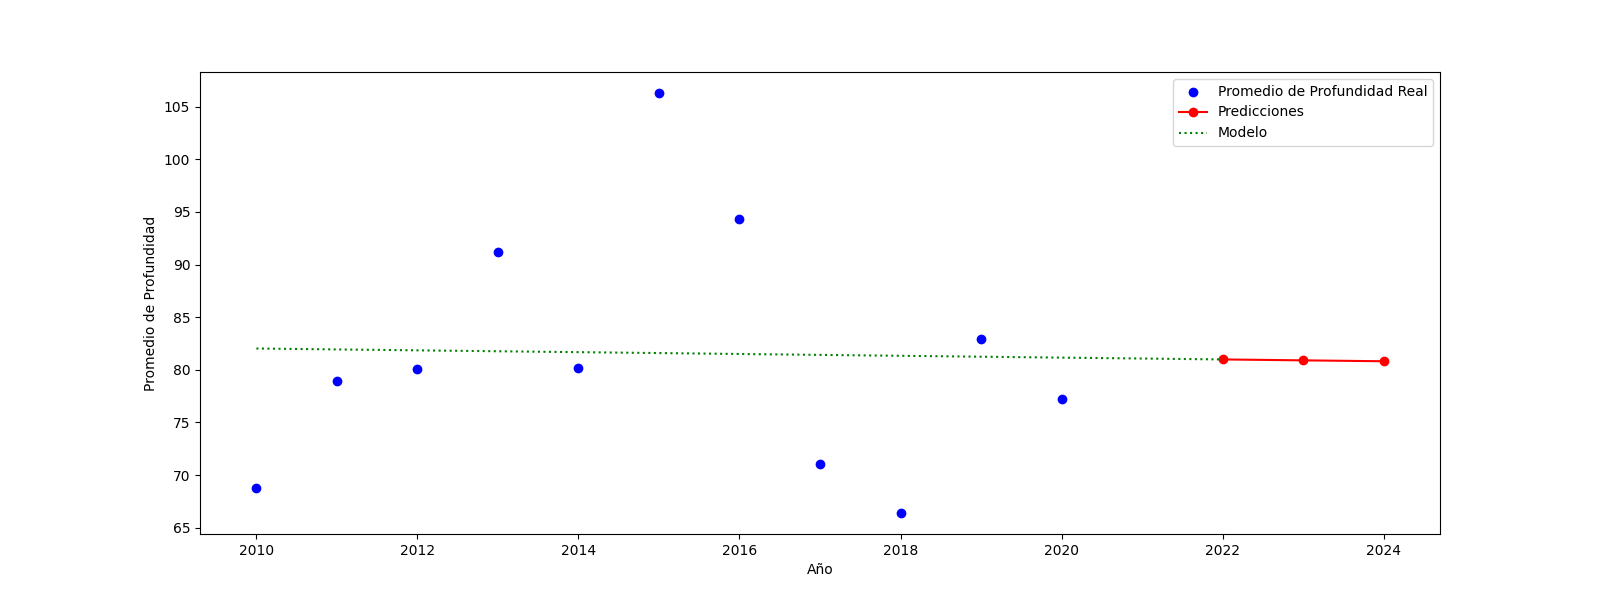 Promedio de Profundidad Real
Predicciones
Modelo
105
100
95
90
85
80
75
70
65
Promedio de Profundidad
2010 2012 2014 2016 2018 2020 2022 2024
Año